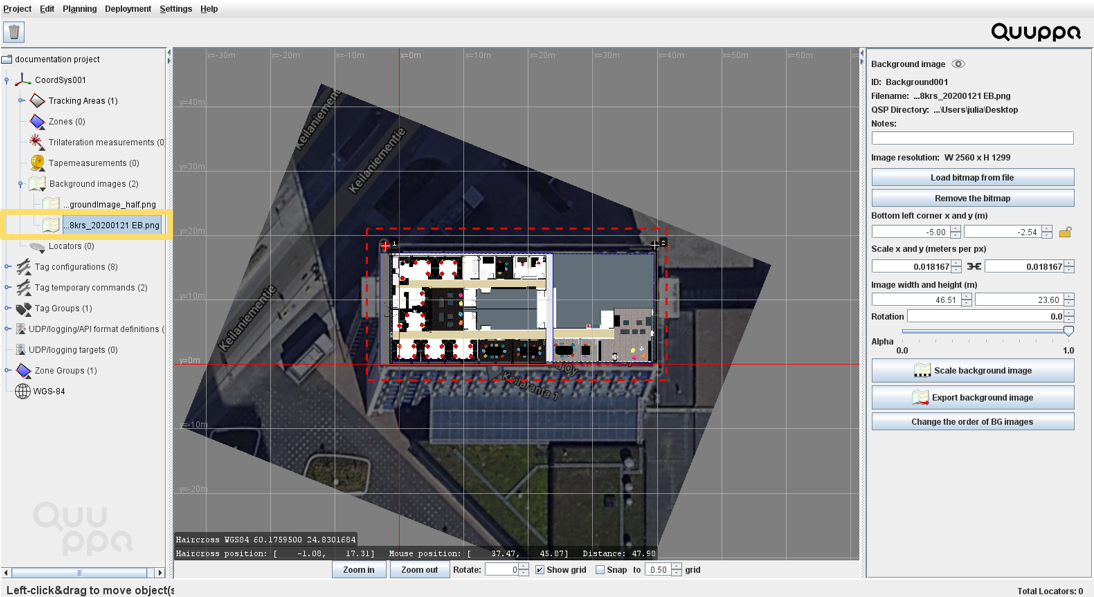 Project Edit Planning Deployment Settings Help
Quuppa
documentation project
CoordSys001
Tracking Areas (1)
Zones (0)
Trilateration measurements (0)
Tapemeasurements (0)
Background images (2)
...groundImage_half.png
...8krs_20200121 EB.png
Locators (0)
Tag configurations (8)
Tag temporary commands (2)
Tag Groups (1)
UDP/logging/API format definitions (
UDP/logging targets (0)
Zone Groups (1)
WGS-84
Quuppa
x=-30m x=-20m x=-10m x=0m x=10m x=20m x=30m x=40m x=50m x=60m x=70m
y=40m
y=30m
y=20m
y=10m
y=0m
y=-10m
y=-20m
Keilaniementie
Keilaniementie
Keilaniementie
Keilaranta 1
1
2
Haircross WGS84 60.1759500 24.8301684
Haircross position: [ -1.08, 17.31] Mouse position: [ 37.47, 45.87] Distance: 47.98
Zoom in Zoom out Rotate: 0 Show grid Snap to 0.50 grid
Background image
ID: Background001
Filename: ...8krs_20200121 EB.png
QSP Directory: ...\Users\julia\Desktop
Notes:
Image resolution: W 2560 x H 1299
Load bitmap from file
Remove the bitmap
Bottom left corner x and y (m)
-5.00 -2.54
Scale x and y (meters per px)
0.018167 0.018167
Image width and height (m)
46.51 23.60
Rotation 0.0
Alpha
0.0 1.0
Scale background image
Export background image
Change the order of BG images
Left-click&drag to move object(s
Total Locators: 0